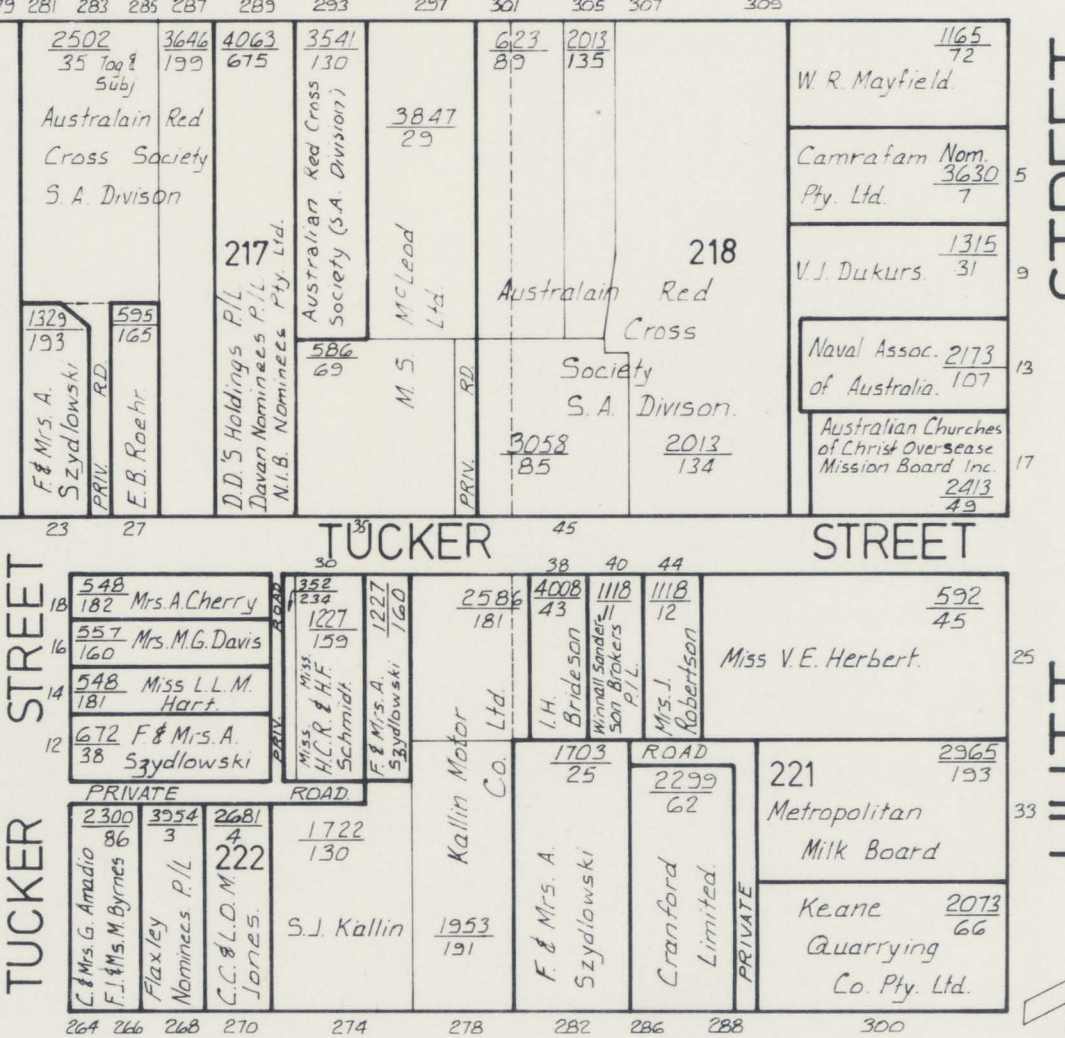 281 283 285 287 289 293 297 301 305 307 309
2502
35 Tog &
Subj.
Australain Red
Cross Society
S. A. Divison
3646
199
4063
675
217
D.D.'S Holdings P/L
Davan Nominees P/L.
N.I.B. Nominees Pty. Ltd.
3541
130
Australian Red Cross
Society (S.A. Division)
586
69
3847
29
M. S. McLeod
Ltd.
623
89
2013
135
218
Australain Red
Cross
Society
S. A. Divison.
3058
85
2013
134
1165
72
W. R. Mayfield.
Camrafam Nom.
Pty. Ltd.
3630
7
5
1315
31
V.J. Dukurs.
9
Naval Assoc.
of Australia.
2173
107
13
Australian Churches
of Christ Oversease
Mission Board Inc.
2413
49
17
STREET
1329
193
F. & Mrs. A.
Szydlowski
PRIV. RD.
595
165
E.B. Roehr.
PRIV. RD.
23 27 35 45
TUCKER STREET
TUCKER STREET
18
548
182
Mrs. A. Cherry
16
557
160
Mrs. M.G. Davis
14
548
181
Miss L.L.M.
Hart.
12
672
38
F. & Mrs. A.
Szydlowski
PRIV. ROAD
30
352
234
1227
159
Miss Miss
H.C.R. & H.F.
Schmidt.
1227
160
F. & Mrs. A.
Szydlowski
2586
181
Kallin Motor
Co. Ltd.
1953
191
38 40 44
4008
43
I.H.
Brideson
1118
11
Winnall Sander-
son Brokers
P/L.
1118
12
Mrs. J.
Robertson
592
45
Miss V.E. Herbert.
25
PRIVATE ROAD.
2300
86
C. & Mrs. G. Amadio
F.J. & Ms. M. Byrnes
3954
3
Flaxley
Nominees. P/L
2681
4
222
C.C. & L.D.M.
Jones.
1722
130
S.J. Kallin
1703
25
F. & Mrs. A.
Szydlowski
ROAD
2299
62
Cranford
Limited.
PRIVATE
221
2965
193
Metropolitan
Milk Board
33
Keane
Quarrying
Co. Pty. Ltd.
2073
66
264 266 268 270 274 278 282 286 288 300